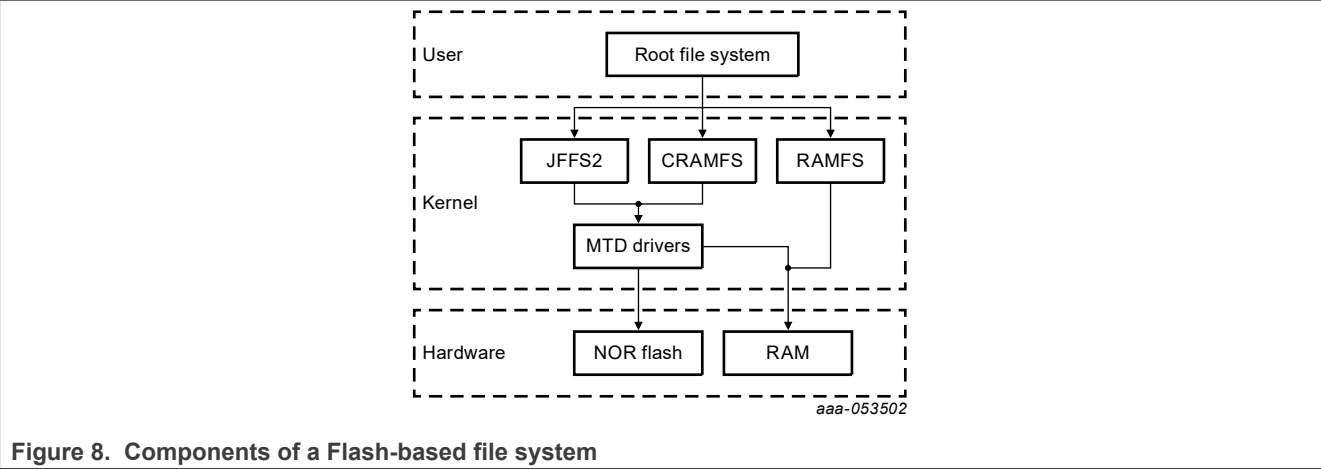 User
Root file system
JFFS2
CRAMFS
RAMFS
Kernel
MTD drivers
Hardware
NOR flash
RAM
aaa-053502
Figure 8. Components of a Flash-based file system